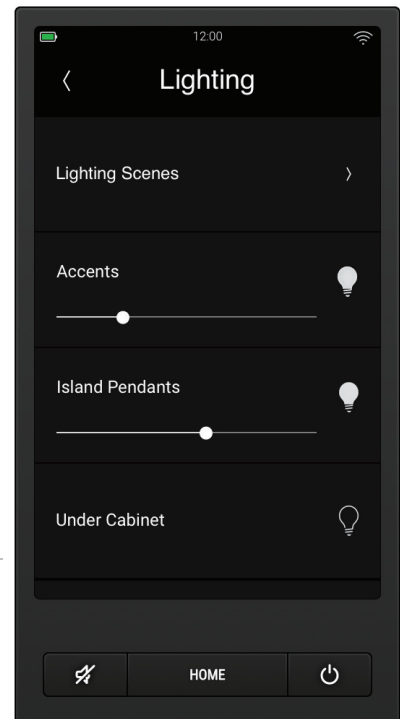 12:00
Lighting
Lighting Scenes
Accents
Island Pendants
Under Cabinet
HOME